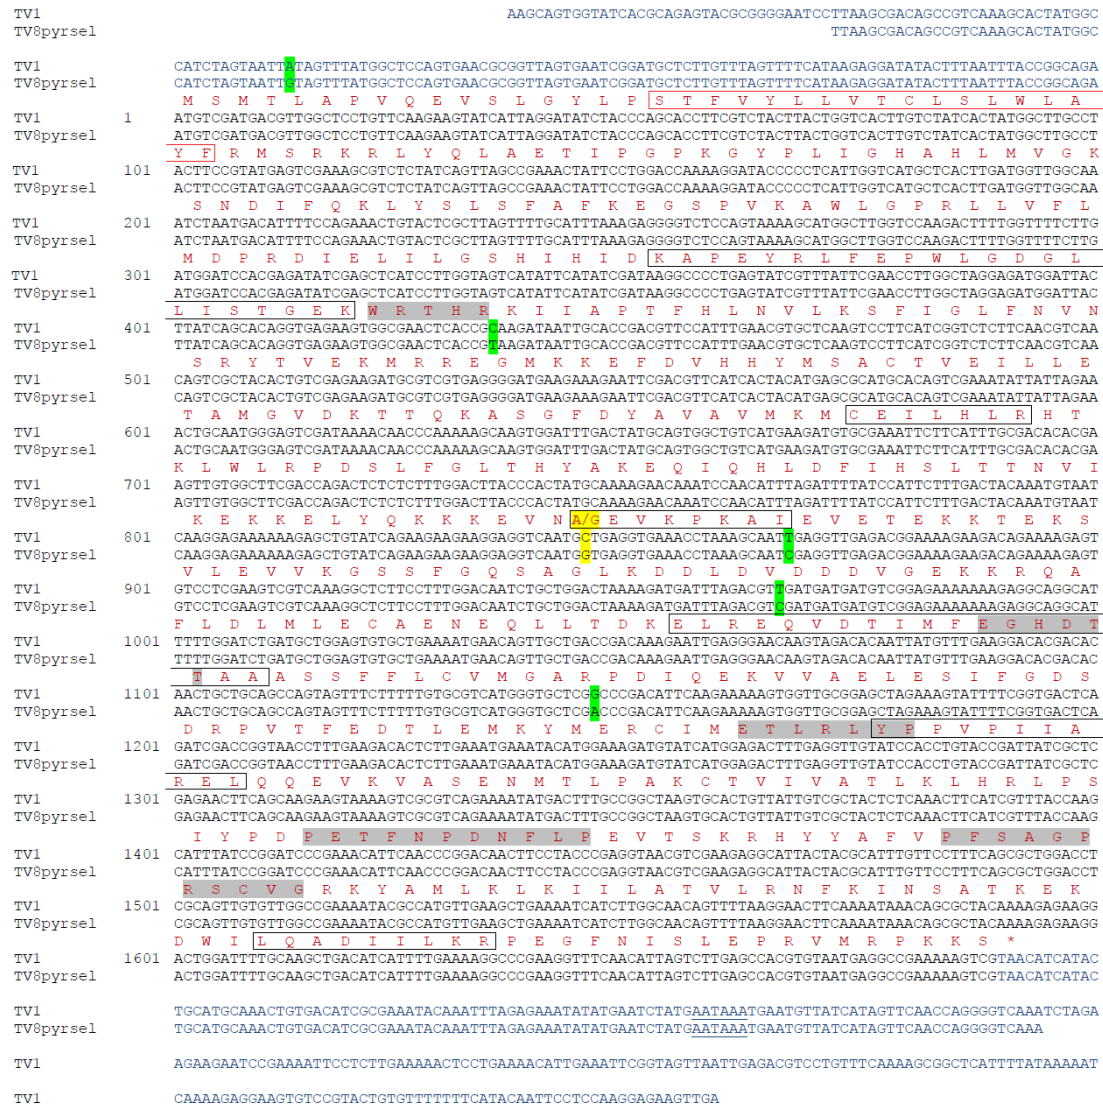 TV1 AAGCAGTGGTATCACGCAGAGTACGCGGGGAATCCTTAAGCGACAGCCGTCAAAGCACTATGGC
TV8pyrsel TTAAGCGACAGCCGTCAAAGCACTATGGC
TV1 CATCTAGTAATTATAGTTTATGGCTCCAGTGAACGCGGTTAGTGAATCGGATGCTCTTGTTTAGTTTTCATAAGAGGATATACTTTAATTTACCGGCAGA
TV8pyrsel CATCTAGTAATTGTAGTTTATGGCTCCAGTGAACGCGGTTAGTGAATCGGATGCTCTTGTTTAGTTTTCATAAGAGGATATACTTTAATTTACCGGCAGA
M S M T L A P V Q E V S L G Y L P S T F V Y L L V T C L S L W L A
TV1 1 ATGTCGATGACGTTGGCTCCTGTTCAAGAAGTATCATTAGGATATCTACCCAGCACCTTCGTCTACTTACTGGTCACTTGTCTATCACTATGGCTTGCCT
TV8pyrsel ATGTCGATGACGTTGGCTCCTGTTCAAGAAGTATCATTAGGATATCTACCCAGCACCTTCGTCTACTTACTGGTCACTTGTCTATCACTATGGCTTGCCT
Y F R M S R K R L Y Q L A E T I P G P K G Y P L I G H A H L M V G K
TV1 101 ACTTCCGTATGAGTCGAAAGCGTCTCTATCAGTTAGCCGAAACTATTCCTGGACCAAAAGGATACCCCCTCATTGGTCATGCTCACTTGATGGTTGGCAA
TV8pyrsel ACTTCCGTATGAGTCGAAAGCGTCTCTATCAGTTAGCCGAAACTATTCCTGGACCAAAAGGATACCCCCTCATTGGTCATGCTCACTTGATGGTTGGCAA
S N D I F Q K L Y S L S F A F K E G S P V K A W L G P R L L V F L
TV1 201 ATCTAATGACATTTTCCAGAAACTGTACTCGCTTAGTTTTGCATTTAAAGAGGGGTCTCCAGTAAAAGCATGGCTTGGTCCAAGACTTTTGGTTTTCTTG
TV8pyrsel ATCTAATGACATTTTCCAGAAACTGTACTCGCTTAGTTTTGCATTTAAAGAGGGGTCTCCAGTAAAAGCATGGCTTGGTCCAAGACTTTTGGTTTTCTTG
M D P R D I E L I L G S H I H I D K A P E Y R L F E P W L G D G L
TV1 301 ATGGATCCACGAGATATCGAGCTCATCCTTGGTAGTCATATTCATATCGATAAGGCCCCTGAGTATCGTTTATTCGAACCTTGGCTAGGAGATGGATTAC
TV8pyrsel ATGGATCCACGAGATATCGAGCTCATCCTTGGTAGTCATATTCATATCGATAAGGCCCCTGAGTATCGTTTATTCGAACCTTGGCTAGGAGATGGATTAC
L I S T G E K W R T H R K I I A P T F H L N V L K S F I G L F N V N
TV1 401 TTATCAGCACAGGTGAGAAGTGGCGAACTCACCGCAAGATAATTGCACCGACGTTCCATTTGAACGTGCTCAAGTCCTTCATCGGTCTCTTCAACGTCAA
TV8pyrsel TTATCAGCACAGGTGAGAAGTGGCGAACTCACCGTAAGATAATTGCACCGACGTTCCATTTGAACGTGCTCAAGTCCTTCATCGGTCTCTTCAACGTCAA
S R Y T V E K M R R E G M K K E F D V H H Y M S A C T V E I L L E
TV1 501 CAGTCGCTACACTGTCGAGAAGATGCGTCGTGAGGGGATGAAGAAAGAATTCGACGTTCATCACTACATGAGCGCATGCACAGTCGAAATATTATTAGAA
TV8pyrsel CAGTCGCTACACTGTCGAGAAGATGCGTCGTGAGGGGATGAAGAAAGAATTCGACGTTCATCACTACATGAGCGCATGCACAGTCGAAATATTATTAGAA
T A M G V D K T T Q K A S G F D Y A V A V M K M C E I L H L R H T
TV1 601 ACTGCAATGGGAGTCGATAAAACAACCCAAAAAGCAAGTGGATTTGACTATGCAGTGGCTGTCATGAAGATGTGCGAAATTCTTCATTTGCGACACACGA
TV8pyrsel ACTGCAATGGGAGTCGATAAAACAACCCAAAAAGCAAGTGGATTTGACTATGCAGTGGCTGTCATGAAGATGTGCGAAATTCTTCATTTGCGACACACGA
K L W L R P D S L F G L T H Y A K E Q I Q H L D F I H S L T T N V I
TV1 701 AGTTGTGGCTTCGACCAGACTCTCTCTTTGGACTTACCCACTATGCAAAAGAACAAATCCAACATTTAGATTTTATCCATTCTTTGACTACAAATGTAAT
TV8pyrsel AGTTGTGGCTTCGACCAGACTCTCTCTTTGGACTTACCCACTATGCAAAAGAACAAATCCAACATTTAGATTTTATCCATTCTTTGACTACAAATGTAAT
K E K K E L Y Q K K K E V N A/G E V K P K A I E V E T E K K T E K S
TV1 801 CAAGGAGAAAAAAGAGCTGTATCAGAAGAAGAAGGAGGTCAATGCTGAGGTGAAACCTAAAGCAATTGAGGTTGAGACGGAAAAGAAGACAGAAAAGAGT
TV8pyrsel CAAGGAGAAAAAAGAGCTGTATCAGAAGAAGAAGGAGGTCAATGGTGAGGTGAAACCTAAAGCAATCGAGGTTGAGACGGAAAAGAAGACAGAAAAGAGT
V L E V V K G S S F G Q S A G L K D D L D V D D D V G E K K R Q A
TV1 901 GTCCTCGAAGTCGTCAAAGGCTCTTCCTTTGGACAATCTGCTGGACTAAAAGATGATTTAGACGTTGATGATGATGTCGGAGAAAAAAAGAGGCAGGCAT
TV8pyrsel GTCCTCGAAGTCGTCAAAGGCTCTTCCTTTGGACAATCTGCTGGACTAAAAGATGATTTAGACGTCGATGATGATGTCGGAGAAAAAAAGAGGCAGGCAT
F L D L M L E C A E N E Q L L T D K E L R E Q V D T I M F E G H D T
TV1 1001 TTTTGGATCTGATGCTGGAGTGTGCTGAAAATGAACAGTTGCTGACCGACAAAGAATTGAGGGAACAAGTAGACACAATTATGTTTGAAGGACACGACAC
TV8pyrsel TTTTGGATCTGATGCTGGAGTGTGCTGAAAATGAACAGTTGCTGACCGACAAAGAATTGAGGGAACAAGTAGACACAATTATGTTTGAAGGACACGACAC
T A A A S S F F L C V M G A R P D I Q E K V V A E L E S I F G D S
TV1 1101 AACTGCTGCAGCCAGTAGTTTCTTTTTGTGCGTCATGGGTGCTCGGCCCGACATTCAAGAAAAAGTGGTTGCGGAGCTAGAAAGTATTTTCGGTGACTCA
TV8pyrsel AACTGCTGCAGCCAGTAGTTTCTTTTTGTGCGTCATGGGTGCTCGACCCGACATTCAAGAAAAAGTGGTTGCGGAGCTAGAAAGTATTTTCGGTGACTCA
D R P V T F E D T L E M K Y M E R C I M E T L R L Y P P V P I I A
TV1 1201 GATCGACCGGTAACCTTTGAAGACACTCTTGAAATGAAATACATGGAAAGATGTATCATGGAGACTTTGAGGTTGTATCCACCTGTACCGATTATCGCTC
TV8pyrsel GATCGACCGGTAACCTTTGAAGACACTCTTGAAATGAAATACATGGAAAGATGTATCATGGAGACTTTGAGGTTGTATCCACCTGTACCGATTATCGCTC
R E L Q Q E V K V A S E N M T L P A K C T V I V A T L K L H R L P S
TV1 1301 GAGAACTTCAGCAAGAAGTAAAAGTCGCGTCAGAAAATATGACTTTGCCGGCTAAGTGCACTGTTATTGTCGCTACTCTCAAACTTCATCGTTTACCAAG
TV8pyrsel GAGAACTTCAGCAAGAAGTAAAAGTCGCGTCAGAAAATATGACTTTGCCGGCTAAGTGCACTGTTATTGTCGCTACTCTCAAACTTCATCGTTTACCAAG
I Y P D P E T F N P D N F L P E V T S K R H Y Y A F V P F S A G P
TV1 1401 CATTTATCCGGATCCCGAAACATTCAACCCGGACAACTTCCTACCCGAGGTAACGTCGAAGAGGCATTACTACGCATTTGTTCCTTTCAGCGCTGGACCT
TV8pyrsel CATTTATCCGGATCCCGAAACATTCAACCCGGACAACTTCCTACCCGAGGTAACGTCGAAGAGGCATTACTACGCATTTGTTCCTTTCAGCGCTGGACCT
R S C V G R K Y A M L K L K I I L A T V L R N F K I N S A T K E K
TV1 1501 CGCAGTTGTGTTGGCCGAAAATACGCCATGTTGAAGCTGAAAATCATCTTGGCAACAGTTTTAAGGAACTTCAAAATAAACAGCGCTACAAAAGAGAAGG
TV8pyrsel CGCAGTTGTGTTGGCCGAAAATACGCCATGTTGAAGCTGAAAATCATCTTGGCAACAGTTTTAAGGAACTTCAAAATAAACAGCGCTACAAAAGAGAAGG
D W I L Q A D I I L K R P E G F N I S L E P R V M R P K K S *
TV1 1601 ACTGGATTTTGCAAGCTGACATCATTTTGAAAAGGCCCGAAGGTTTCAACATTAGTCTTGAGCCACGTGTAATGAGGCCGAAAAAGTCGTAACATCATAC
TV8pyrsel ACTGGATTTTGCAAGCTGACATCATTTTGAAAAGGCCCGAAGGTTTCAACATTAGTCTTGAGCCACGTGTAATGAGGCCGAAAAAGTCGTAACATCATAC
TV1 TGCATGCAAACTGTGACATCGCGAAATACAAATTTAGAGAAATATATGAATCTATGAATAAATGAATGTTATCATAGTTCAACCAGGGGTCAAATCTAGA
TV8pyrsel TGCATGCAAACTGTGACATCGCGAAATACAAATTTAGAGAAATATATGAATCTATGAATAAATGAATGTTATCATAGTTCAACCAGGGGTCAAA
TV1 AGAAGAATCCGAAAATTCCTCTTGAAAAACTCCTGAAAACATTGAAATTCGGTAGTTAATTGAGACGTCCTGTTTCAAAAGCGGCTCATTTTATAAAAAT
TV1 CAAAAGAGGAAGTGTCCGTACTGTGTTTTTTTCATACAATTCCTCCAAGGAGAAGTTGA